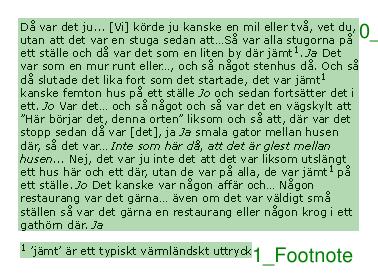 Då var det ju... [Vi] körde ju kanske en mil eller två, vet du,
utan att det var en stuga sedan att...Så var alla stugorna på
ett ställe och då var det som en liten by där jämt¹. Ja Det
var som en mur runt eller..., och så något stenhus då. Och så
då slutade det lika fort som det startade, det var jämt¹
kanske femton hus på ett ställe Jo och sedan fortsätter det i
ett. Jo Var det... och så något och så var det en vägskylt att
”Här börjar det, denna orten” liksom och så att, där var det
stopp sedan då var [det], ja Ja smala gator mellan husen
där, så det var...Inte som här då, att det är glest mellan
husen... Nej, det var ju inte det att det var liksom utslängt
ett hus här och ett där, utan de var på alla, de var jämt¹ på
ett ställe. Jo Det kanske var någon affär och... Någon
restaurang var det gärna... även om det var väldigt små
ställen så var det gärna en restaurang eller någon krog i ett
gathörn där. Ja
0_
¹ ’jämt’ är ett typiskt värmländskt uttryck
1_Footnote